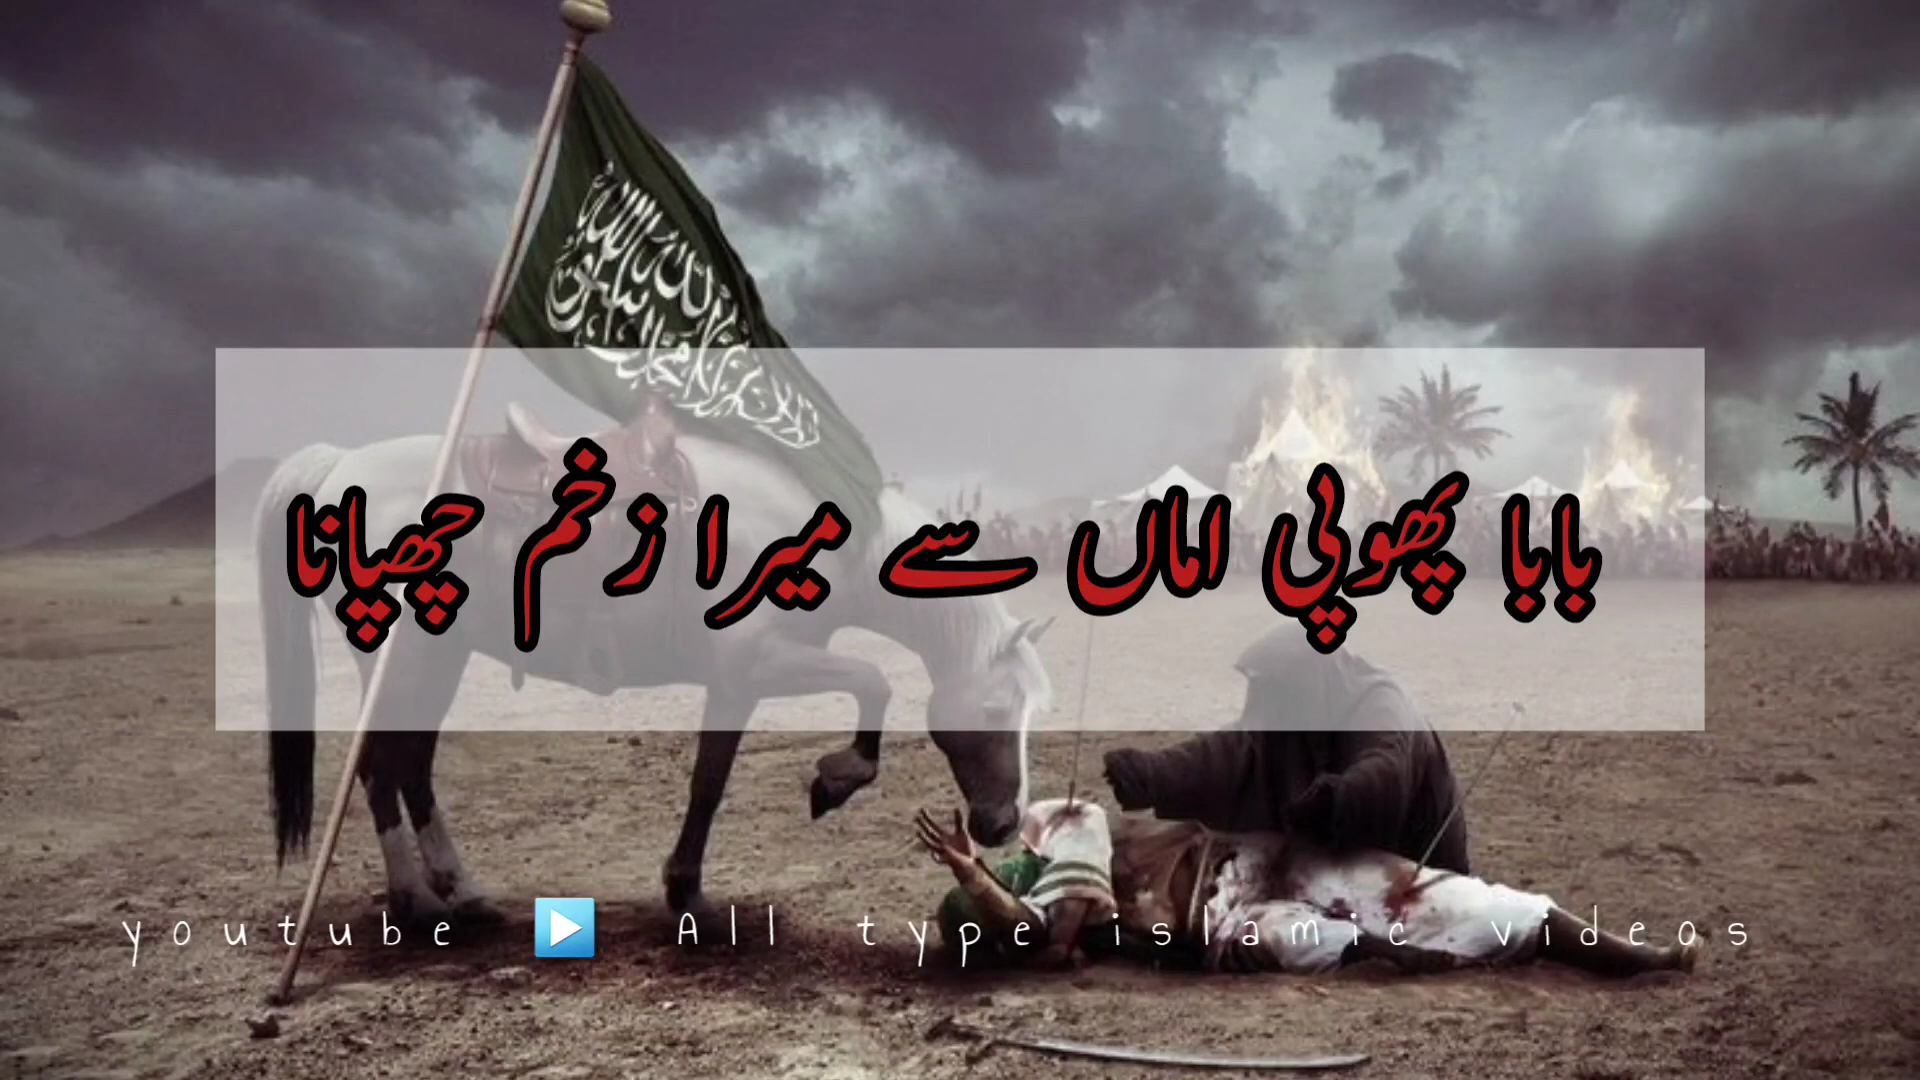 بابا پھوپی اماں سے میرا زخم چھپانا
youtube ▶️ All type islamic videos